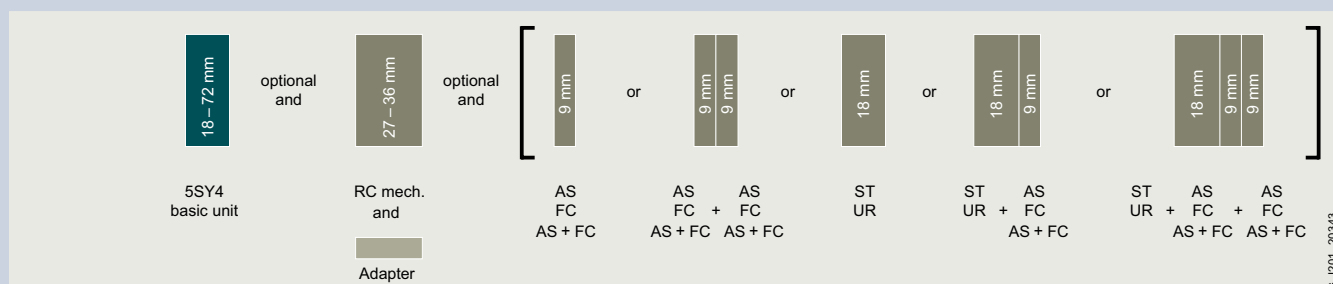 18 – 72 mm
optional
and
27 – 36 mm
optional
and
9 mm
or
9 mm
9 mm
or
18 mm
or
18 mm
9 mm
or
18 mm
9 mm
9 mm
5SY4
basic unit
RC mech.
and
Adapter
AS
FC
AS + FC
AS AS
FC + FC
AS + FC AS + FC
ST
UR
ST AS
UR + FC
AS + FC
ST AS AS
UR + FC + FC
AS + FC AS + FC